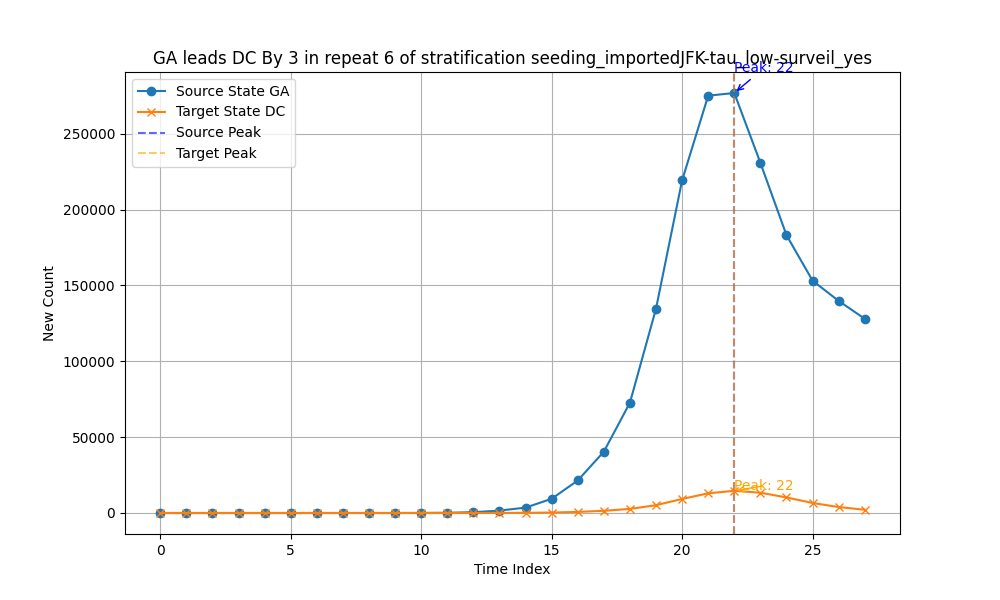 GA leads DC By 3 in repeat 6 of stratification seeding_importedJFK-tau_low-surveil_yes
Peak: 22
Source State GA
Target State DC
Source Peak
Target Peak
250000
200000
150000
100000
50000
0
New Count
Peak: 22
0 5 10 15 20 25
Time Index